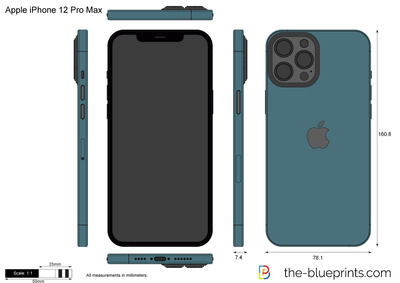 Apple iPhone 12 Pro Max
160.8
7.4
78.1
25mm
Scale 1:1
50mm
All measurements in millimeters.
the-blueprints.com